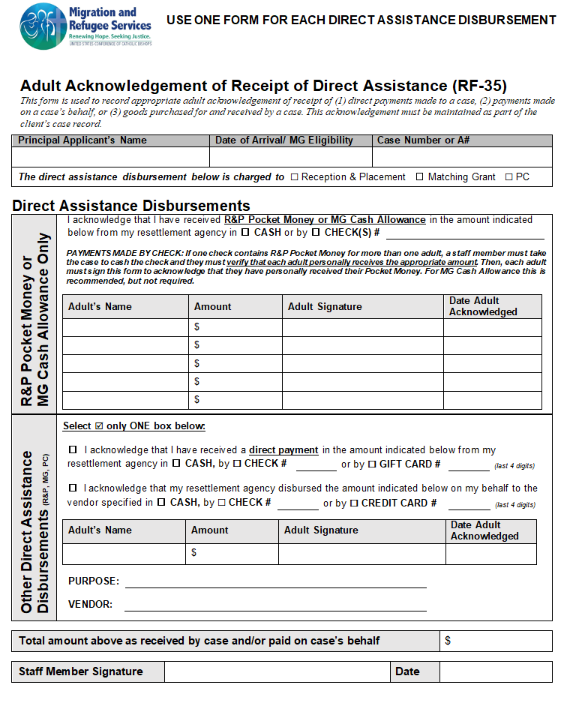 Migration and
Refugee Services
Renewing Hope. Seeking Justice.
UNITED STATES CONFERENCE OF CATHOLIC BISHOPS
USE ONE FORM FOR EACH DIRECT ASSISTANCE DISBURSEMENT
Adult Acknowledgement of Receipt of Direct Assistance (RF-35)
This form is used to record appropriate adult acknowledgement of receipt of (1) direct payments made to a case, (2) payments made
on a case's behalf, or (3) goods purchased for and received by a case. This acknowledgement must be maintained as part of the
client's case record.
Principal Applicant's Name Date of Arrival/ MG Eligibility Case Number or A#
The direct assistance disbursement below is charged to ☐ Reception & Placement ☐ Matching Grant ☐ PC
Direct Assistance Disbursements
R&P Pocket Money or
MG Cash Allowance Only
I acknowledge that I have received R&P Pocket Money or MG Cash Allowance in the amount indicated
below from my resettlement agency in ☐ CASH or by ☐ CHECK(S) # ____
PAYMENTS MADE BY CHECK: If one check contains R&P Pocket Money for more than one adult, a staff member must take
the case to cash the check and they must verify that each adult personally receives the appropriate amount. Then, each adult
must sign this form to acknowledge that they have personally received their Pocket Money. For MG Cash Allowance this is
recommended, but not required.
Adult's Name Amount Adult Signature Date Adult
Acknowledged
$
$
$
$
$
Other Direct Assistance
Disbursements (R&P, MG, PC)
Select ☑ only ONE box below:
☐ I acknowledge that I have received a direct payment in the amount indicated below from my
resettlement agency in ☐ CASH, by ☐ CHECK # ____ or by ☐ GIFT CARD # ____ (last 4 digits)
☐ I acknowledge that my resettlement agency disbursed the amount indicated below on my behalf to the
vendor specified in ☐ CASH, by ☐ CHECK # ____ or by ☐ CREDIT CARD # ____ (last 4 digits)
Adult's Name Amount Adult Signature Date Adult
Acknowledged
$
PURPOSE: ____
VENDOR: ____
Total amount above as received by case and/or paid on case's behalf $
Staff Member Signature Date